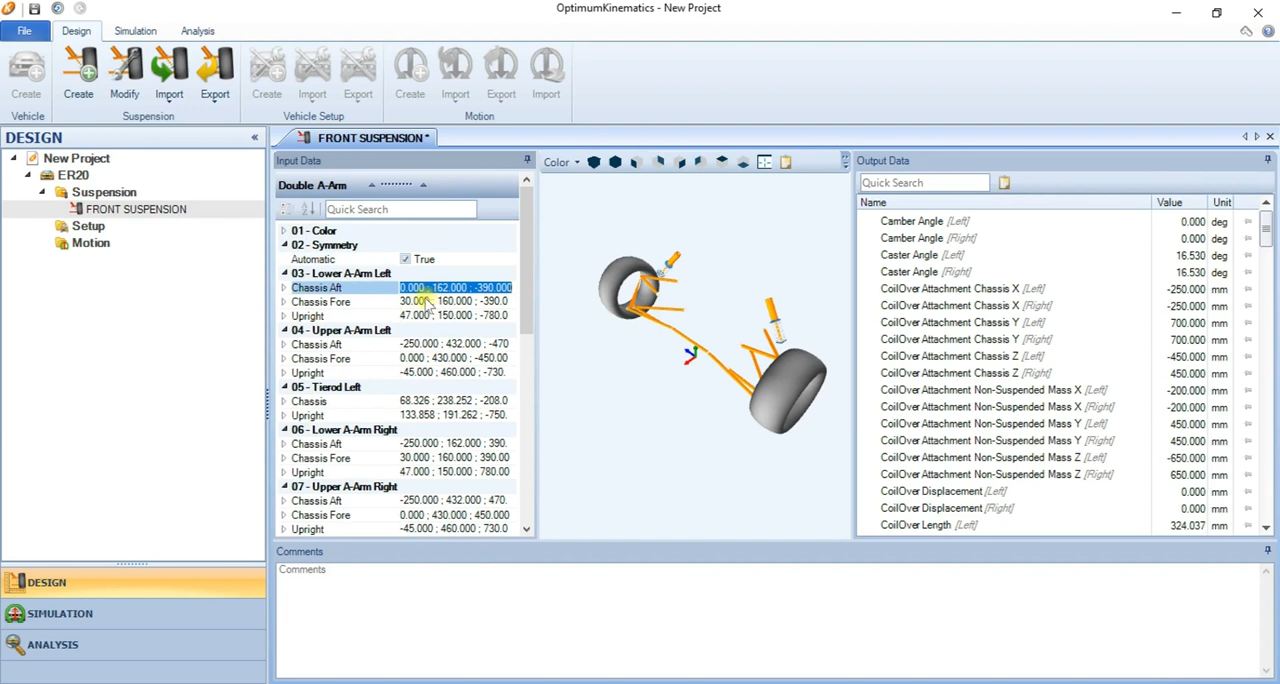 OptimumKinematics - New Project
File
Design
Simulation
Analysis
Create
Create
Modify
Import
Export
Create
Import
Export
Create
Import
Export
Import
Vehicle
Suspension
Vehicle Setup
Motion
DESIGN
«
New Project
ER20
Suspension
FRONT SUSPENSION
Setup
Motion
DESIGN
SIMULATION
ANALYSIS
FRONT SUSPENSION *
Input Data
Double A-Arm
Quick Search
01 - Color
02 - Symmetry
Automatic True
03 - Lower A-Arm Left
Chassis Aft 0.000 ; 162.000 ; -390.000
Chassis Fore 30.000 ; 160.000 ; -390.0
Upright 47.000 ; 150.000 ; -780.0
04 - Upper A-Arm Left
Chassis Aft -250.000 ; 432.000 ; -470
Chassis Fore 0.000 ; 430.000 ; -450.00
Upright -45.000 ; 460.000 ; -730.
05 - Tierod Left
Chassis 68.326 ; 238.252 ; -208.0
Upright 133.858 ; 191.262 ; -750.
06 - Lower A-Arm Right
Chassis Aft -250.000 ; 162.000 ; 390.
Chassis Fore 30.000 ; 160.000 ; 390.00
Upright 47.000 ; 150.000 ; 780.00
07 - Upper A-Arm Right
Chassis Aft -250.000 ; 432.000 ; 470.
Chassis Fore 0.000 ; 430.000 ; 450.000
Upright -45.000 ; 460.000 ; 730.0
Color
Output Data
Quick Search
Name Value Unit
Camber Angle [Left] 0.000 deg
Camber Angle [Right] 0.000 deg
Caster Angle [Left] 16.530 deg
Caster Angle [Right] 16.530 deg
CoilOver Attachment Chassis X [Left] -250.000 mm
CoilOver Attachment Chassis X [Right] -250.000 mm
CoilOver Attachment Chassis Y [Left] 700.000 mm
CoilOver Attachment Chassis Y [Right] 700.000 mm
CoilOver Attachment Chassis Z [Left] -450.000 mm
CoilOver Attachment Chassis Z [Right] 450.000 mm
CoilOver Attachment Non-Suspended Mass X [Left] -200.000 mm
CoilOver Attachment Non-Suspended Mass X [Right] -200.000 mm
CoilOver Attachment Non-Suspended Mass Y [Left] 450.000 mm
CoilOver Attachment Non-Suspended Mass Y [Right] 450.000 mm
CoilOver Attachment Non-Suspended Mass Z [Left] -650.000 mm
CoilOver Attachment Non-Suspended Mass Z [Right] 650.000 mm
CoilOver Displacement [Left] 0.000 mm
CoilOver Displacement [Right] 0.000 mm
CoilOver Length [Left] 324.037 mm
Comments
Comments